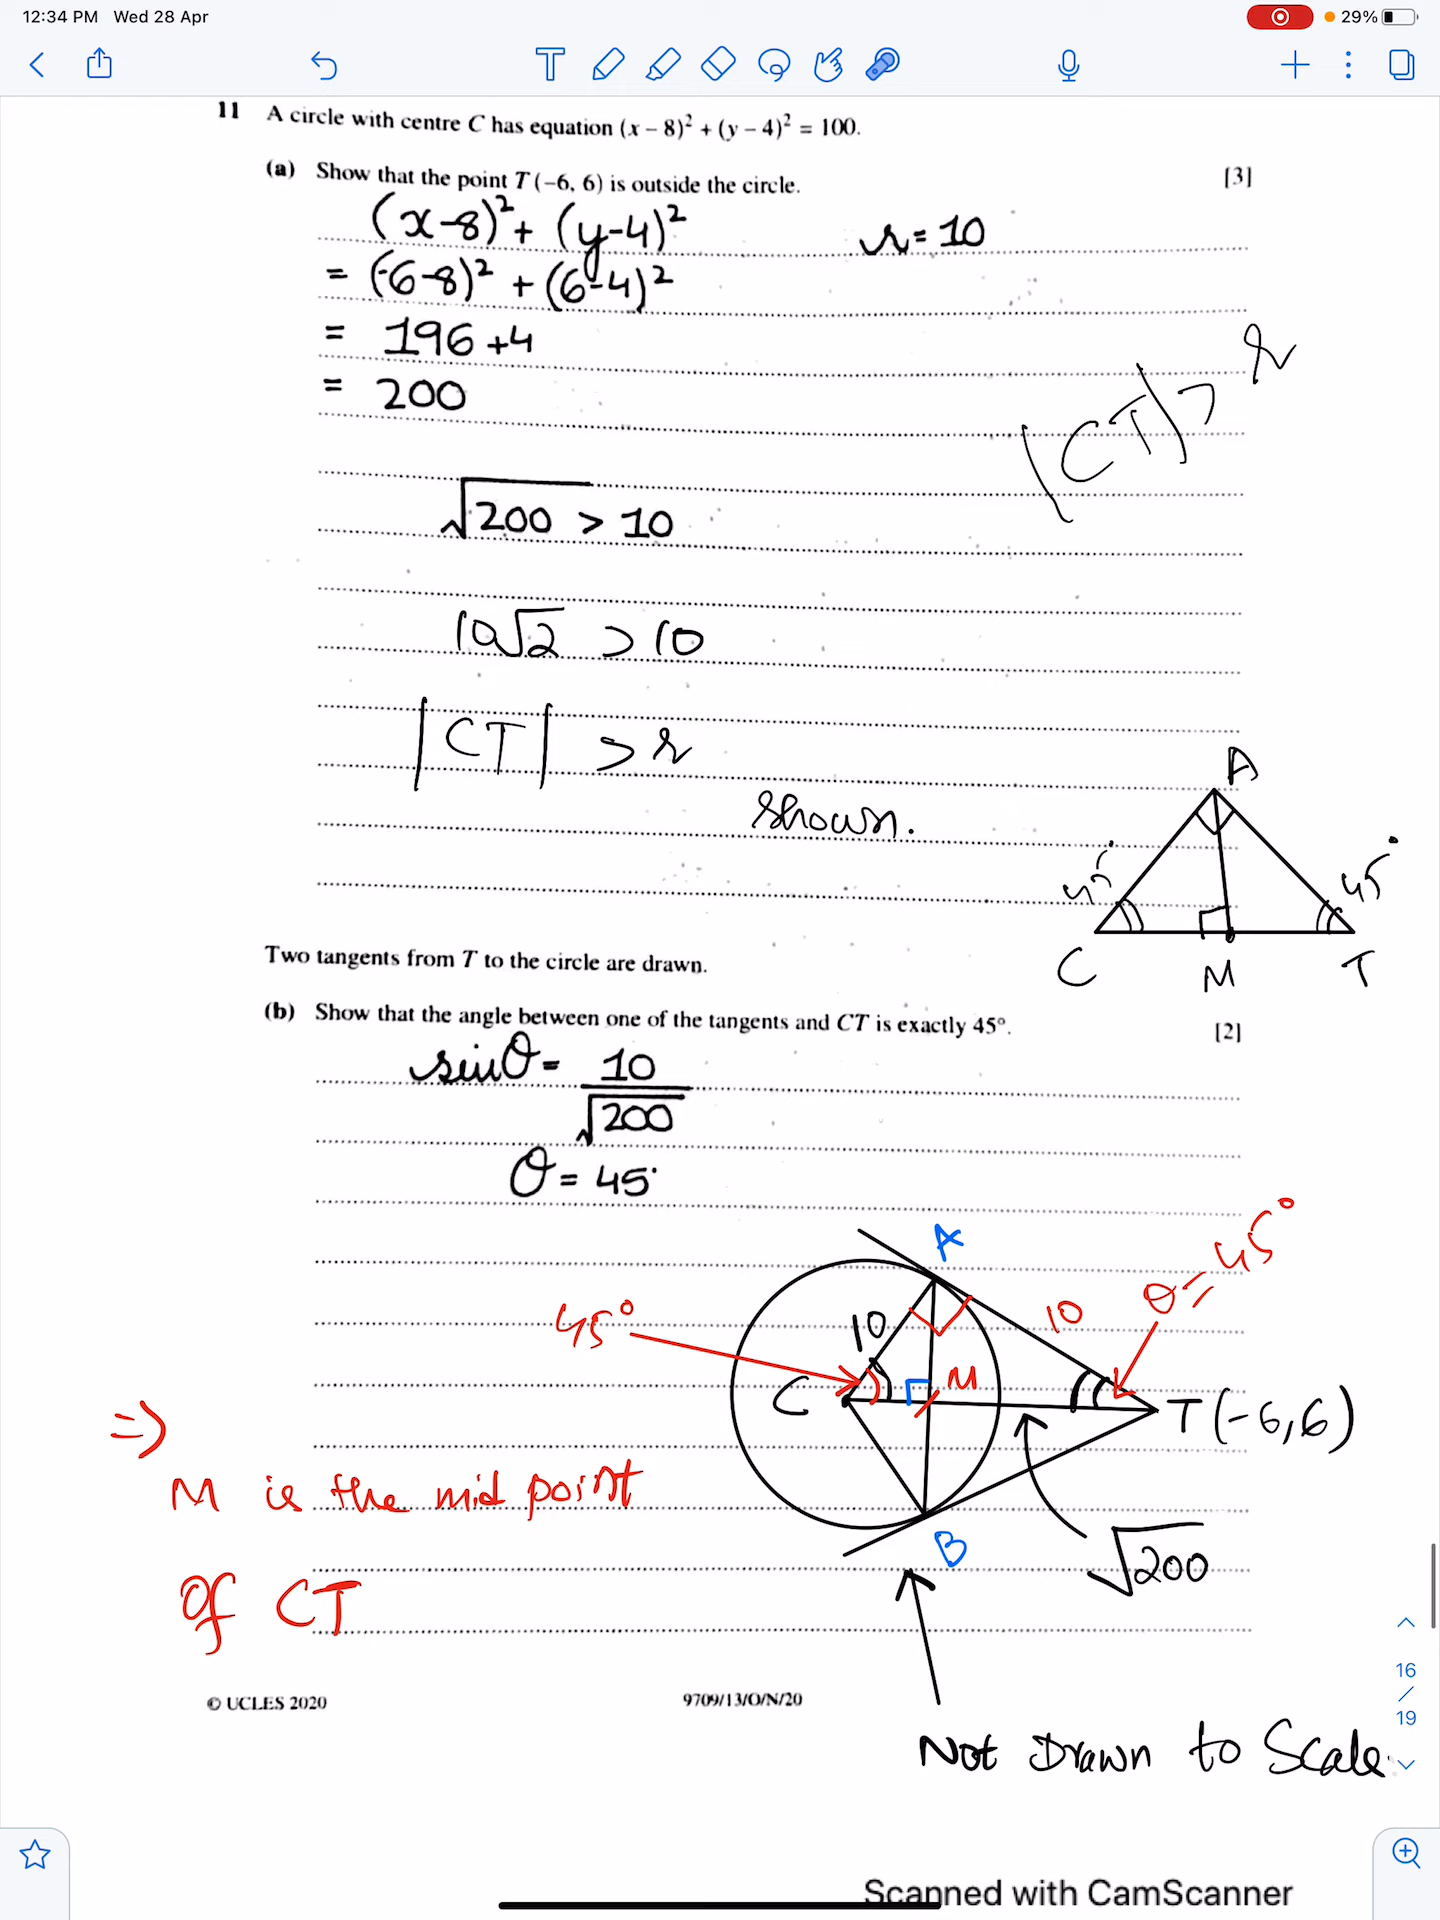 12:34 PM Wed 28 Apr
29%
11 A circle with centre C has equation (x − 8)² + (y − 4)² = 100.
(a) Show that the point T (−6, 6) is outside the circle. [3]
(x-8)² + (y-4)² r = 10
= (-6-8)² + (6-4)²
= 196 + 4
= 200
|CT| > r
√200 > 10
10√2 > 10
|CT| > r
Shown.
A
45° 45°
C M T
Two tangents from T to the circle are drawn.
(b) Show that the angle between one of the tangents and CT is exactly 45°. [2]
sinθ = 10/√200
θ = 45°
A
θ = 45°
45° 10 10
C M T(-6,6)
⇒
M is the mid point
of CT
B
√200
16
/
19
© UCLES 2020 9709/13/O/N/20
Not Drawn to Scale.
Scanned with CamScanner